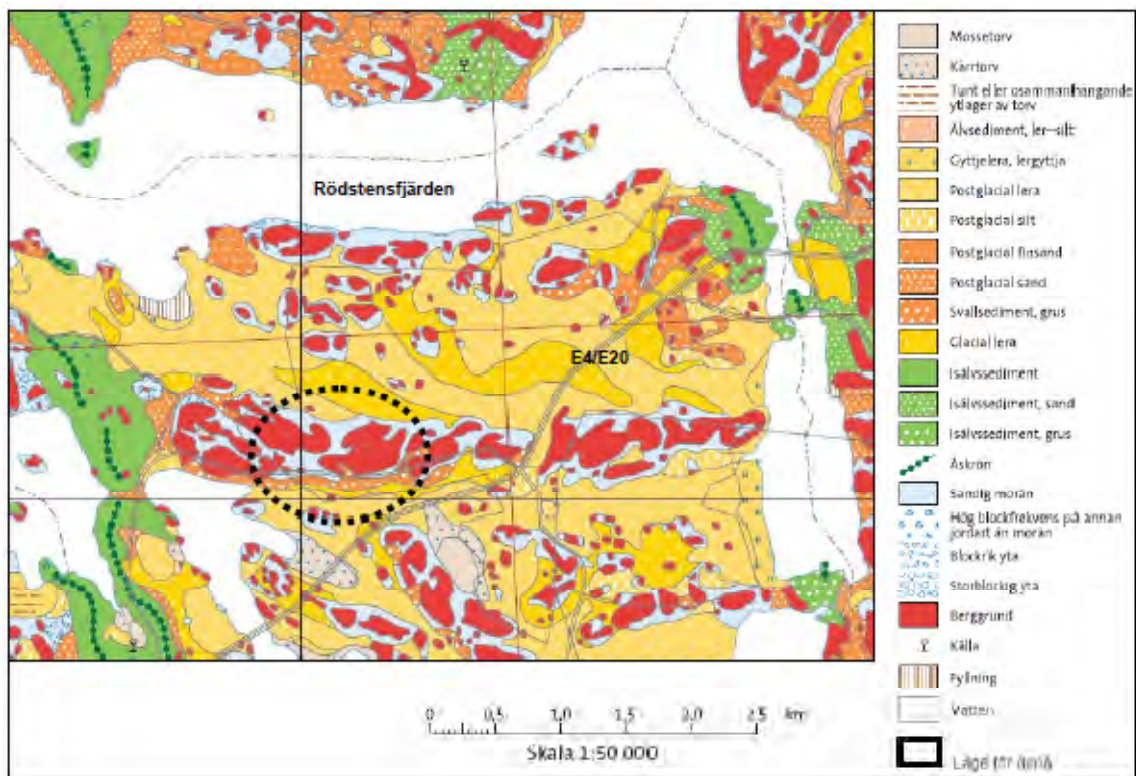 Rödstensfjärden
E4/E20
Mossetorv
Kärrtorv
Tunt eller osammanhängande
ytlager av torv
Älvsediment, ler-silt
Gyttjelera, lergyttja
Postglacial lera
Postglacial silt
Postglacial finsand
Postglacial sand
Svallsediment, grus
Glacial lera
Isälvssediment
Isälvssediment, sand
Isälvssediment, grus
Åskrön
Sandig morän
Hög blockfrekvens på annan
jordart än morän
Blockrik yta
Storblockig yta
Berggrund
Källa
Fyllning
Vatten
Läge för
0 0,5 1,0 1,5 2,0 2,5 km
Skala 1:50 000